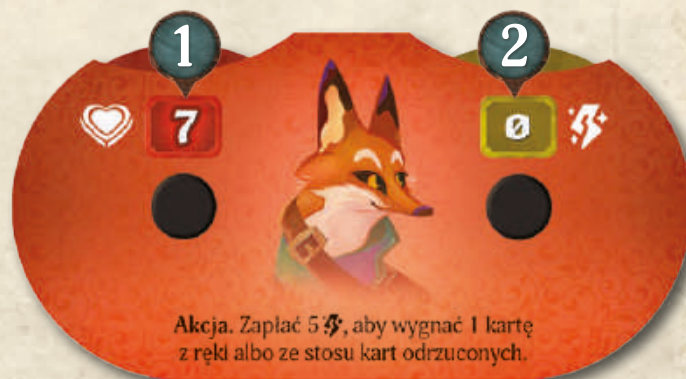 1 2
7 0
Akcja. Zapłać 5, aby wygnać 1 kartę
z ręki albo ze stosu kart odrzuconych.